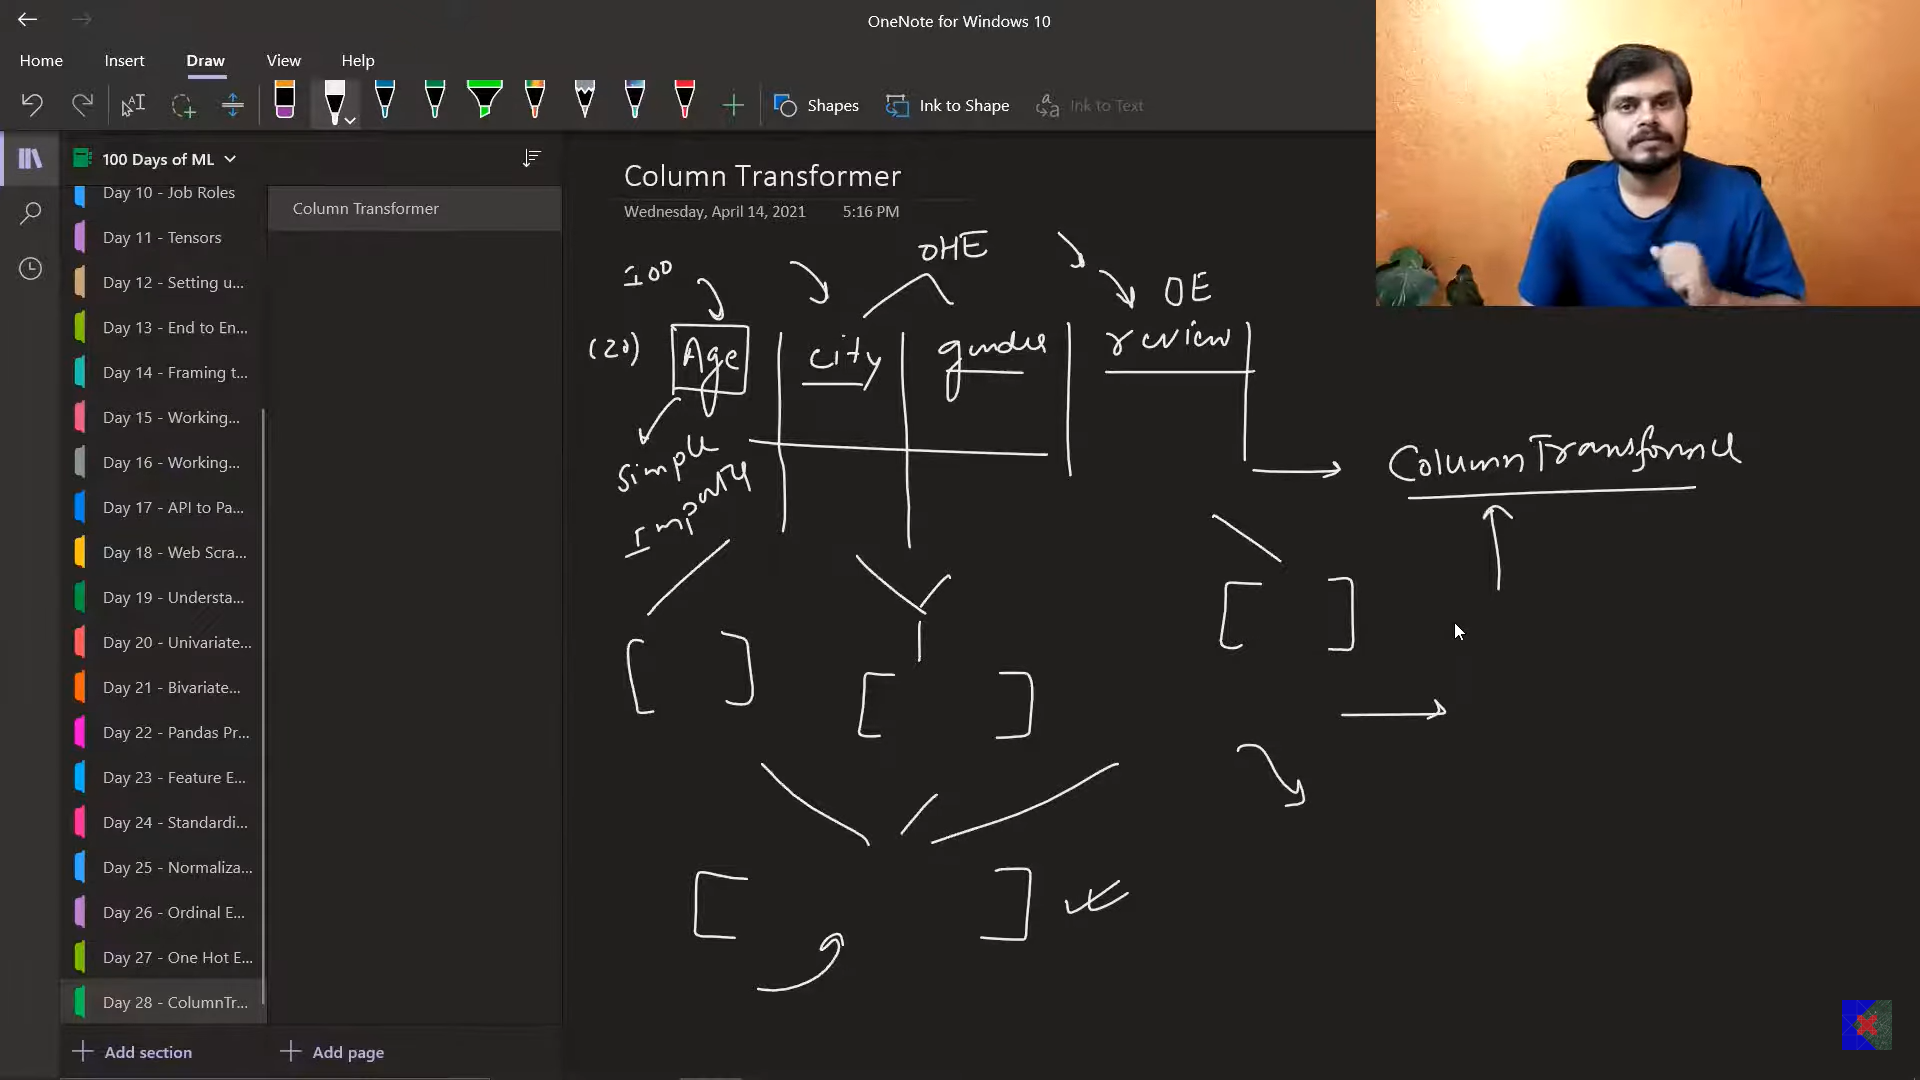 OneNote for Windows 10
Home Insert Draw View Help
Shapes Ink to Shape Ink to Text
100 Days of ML
Day 10 - Job Roles
Day 11 - Tensors
Day 12 - Setting u...
Day 13 - End to En...
Day 14 - Framing t...
Day 15 - Working...
Day 16 - Working...
Day 17 - API to Pa...
Day 18 - Web Scra...
Day 19 - Understa...
Day 20 - Univariate...
Day 21 - Bivariate...
Day 22 - Pandas Pr...
Day 23 - Feature E...
Day 24 - Standardi...
Day 25 - Normaliza...
Day 26 - Ordinal E...
Day 27 - One Hot E...
Day 28 - ColumnTr...
Add section
Column Transformer
Add page
Column Transformer
Wednesday, April 14, 2021 5:16 PM
100 OHE OE
(20) Age city gender review
Simple
ColumnTransformer